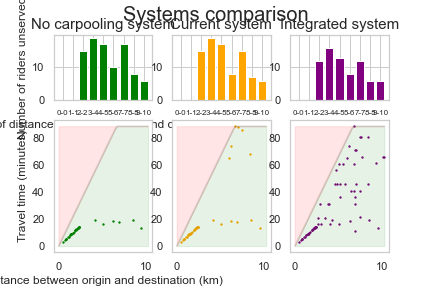 Systems comparison
No carpooling system
Current system
Integrated system
Number of riders unserved
10
0
10
0
10
0
0-1 1-2 2-3 3-4 4-5 5-6 6-7 7-8 8-9 9-10
0-1 1-2 2-3 3-4 4-5 5-6 6-7 7-8 8-9 9-10
0-1 1-2 2-3 3-4 4-5 5-6 6-7 7-8 8-9 9-10
of distance
Travel time (minutes)
80
60
40
20
0
80
60
40
20
0
80
60
40
20
0
0 10
0 10
0 10
tance between origin and destination (km)